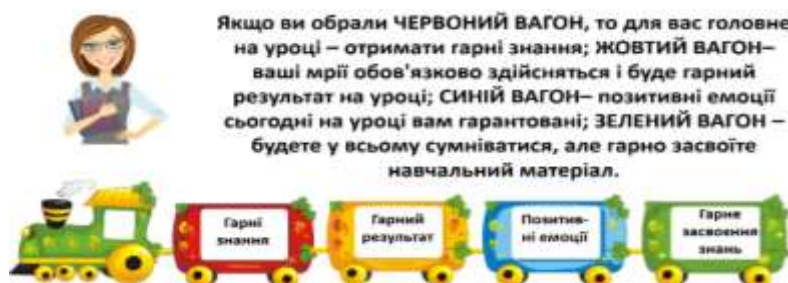 Якщо ви обрали ЧЕРВОНИЙ ВАГОН, то для вас головне
на уроці – отримати гарні знання; ЖОВТИЙ ВАГОН–
ваші мрії обов'язково здійсняться і буде гарний
результат на уроці; СИНІЙ ВАГОН– позитивні емоції
сьогодні на уроці вам гарантовані; ЗЕЛЕНИЙ ВАГОН –
будете у всьому сумніватися, але гарно засвоїте
навчальний матеріал.
Гарні
знання
Гарний
результат
Позитив-
ні емоції
Гарне
засвоєння
знань